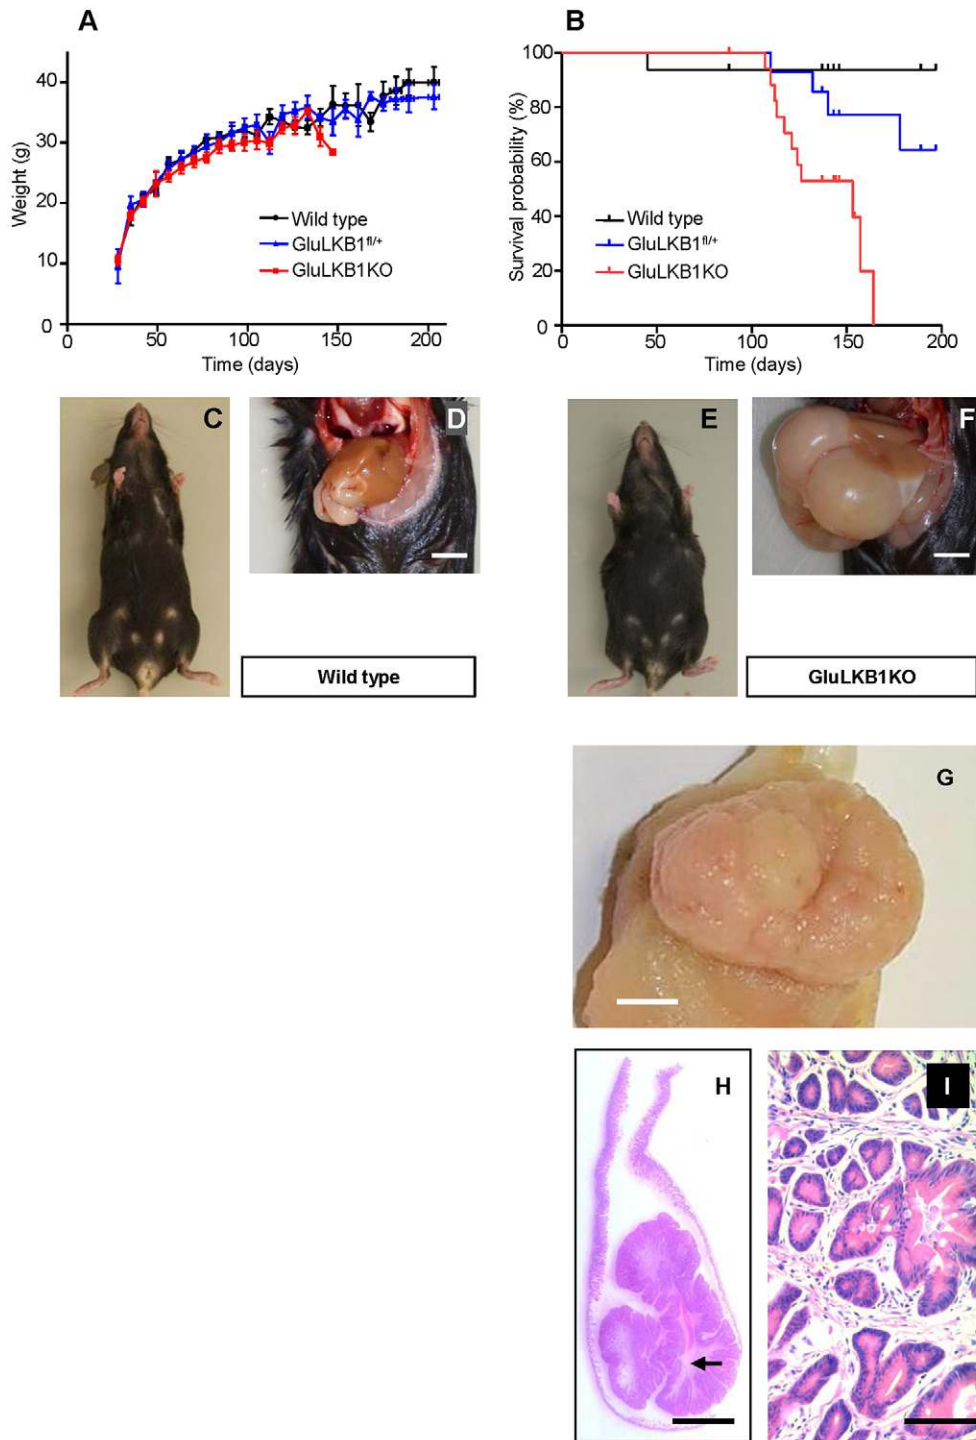 A
B
Weight (g)
40
30
20
10
0
0
50
100
150
200
Time (days)
Wild type
GluLKB1fl/+
GluLKB1KO
Survival probability (%)
100
80
60
40
20
0
0
50
100
150
200
Time (days)
Wild type
GluLKB1fl/+
GluLKB1KO
C
D
E
F
Wild type
GluLKB1KO
G
H
I